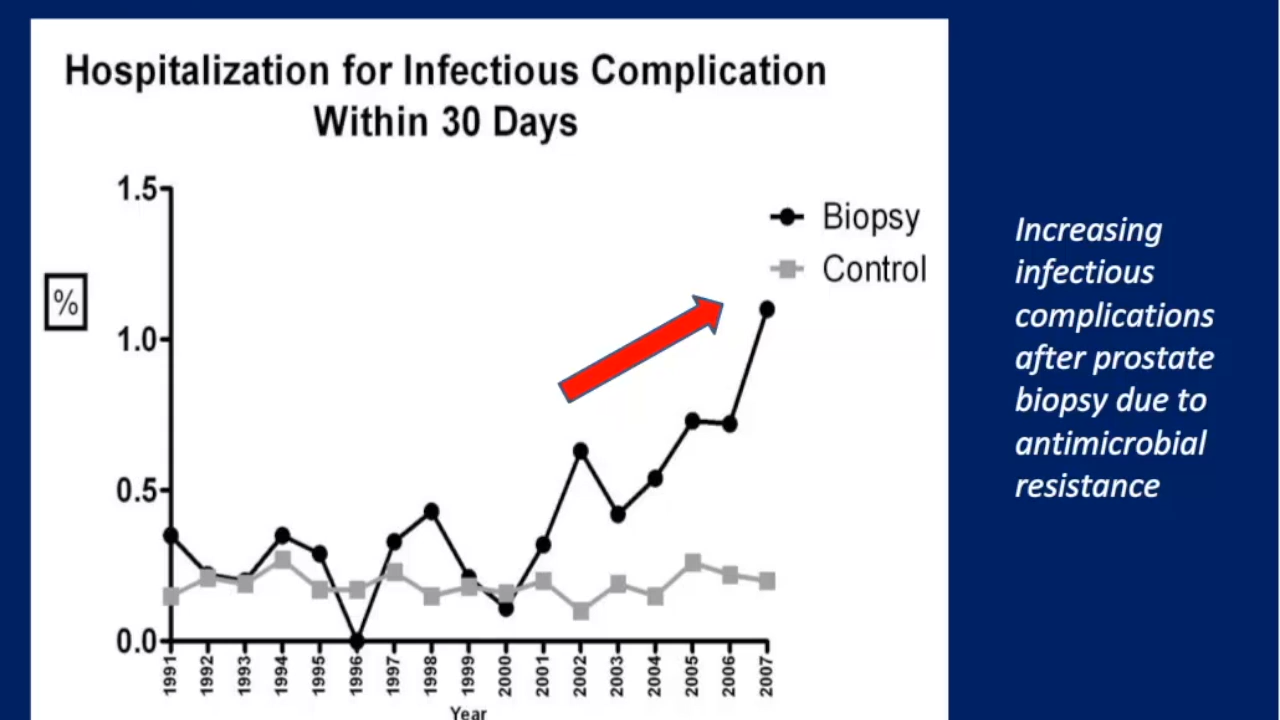 Hospitalization for Infectious Complication
Within 30 Days
1.5
1.0
0.5
0.0
%
Biopsy
Control
1991
1992
1993
1994
1995
1996
1997
1998
1999
2000
2001
2002
2003
2004
2005
2006
2007
Year
Increasing
infectious
complications
after prostate
biopsy due to
antimicrobial
resistance